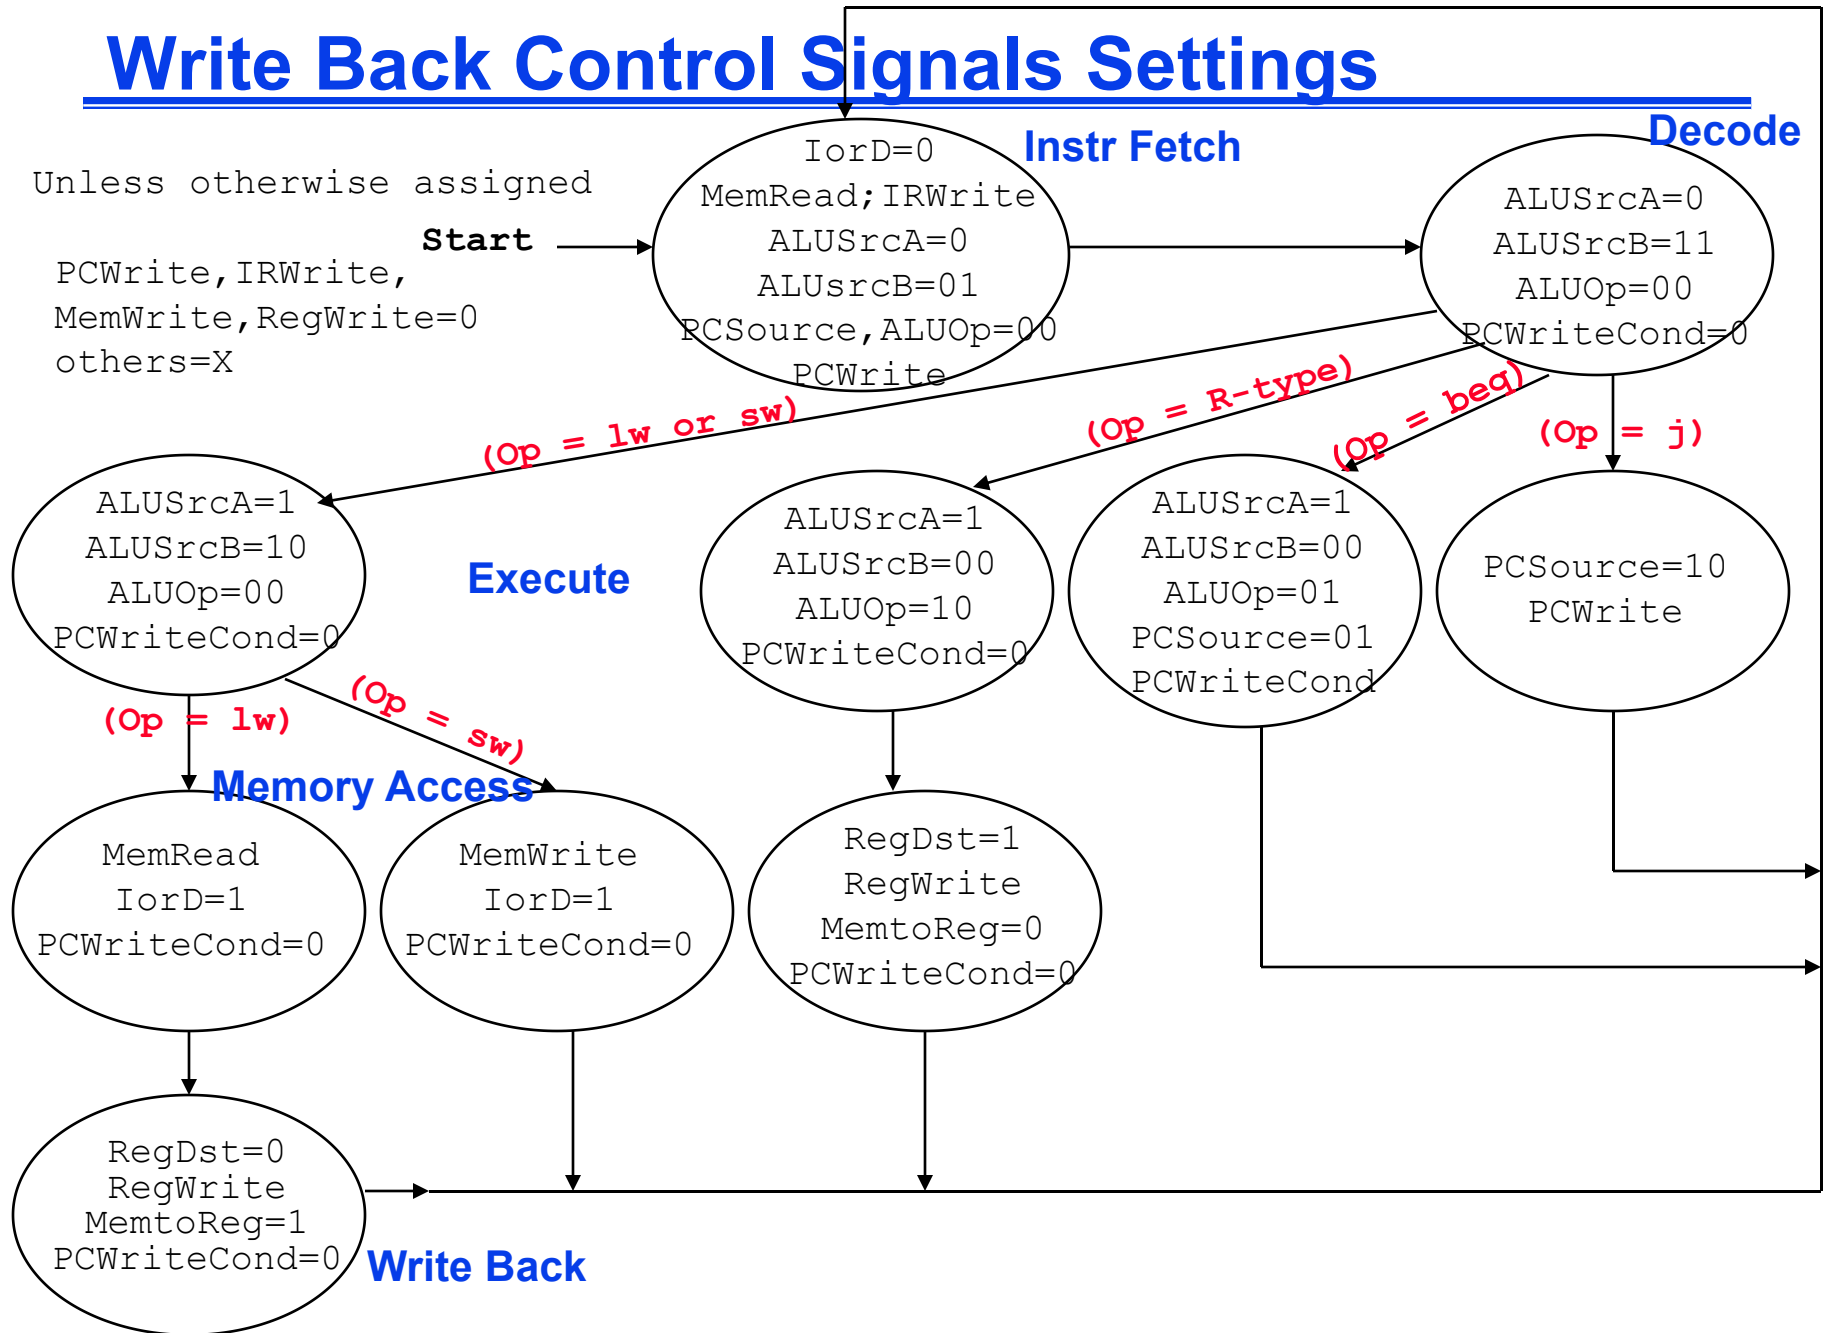 Write Back Control Signals Settings
Instr Fetch
Decode
Unless otherwise assigned
Start
PCWrite,IRWrite,
MemWrite,RegWrite=0
others=X
IorD=0
MemRead;IRWrite
ALUSrcA=0
ALUsrcB=01
PCSource,ALUOp=00
PCWrite
ALUSrcA=0
ALUSrcB=11
ALUOp=00
PCWriteCond=0
(Op = lw or sw)
(Op = R-type)
(Op = beq)
(Op = j)
ALUSrcA=1
ALUSrcB=10
ALUOp=00
PCWriteCond=0
Execute
ALUSrcA=1
ALUSrcB=00
ALUOp=10
PCWriteCond=0
ALUSrcA=1
ALUSrcB=00
ALUOp=01
PCSource=01
PCWriteCond
PCSource=10
PCWrite
(Op = lw)
(Op = sw)
Memory Access
MemRead
IorD=1
PCWriteCond=0
MemWrite
IorD=1
PCWriteCond=0
RegDst=1
RegWrite
MemtoReg=0
PCWriteCond=0
RegDst=0
RegWrite
MemtoReg=1
PCWriteCond=0
Write Back